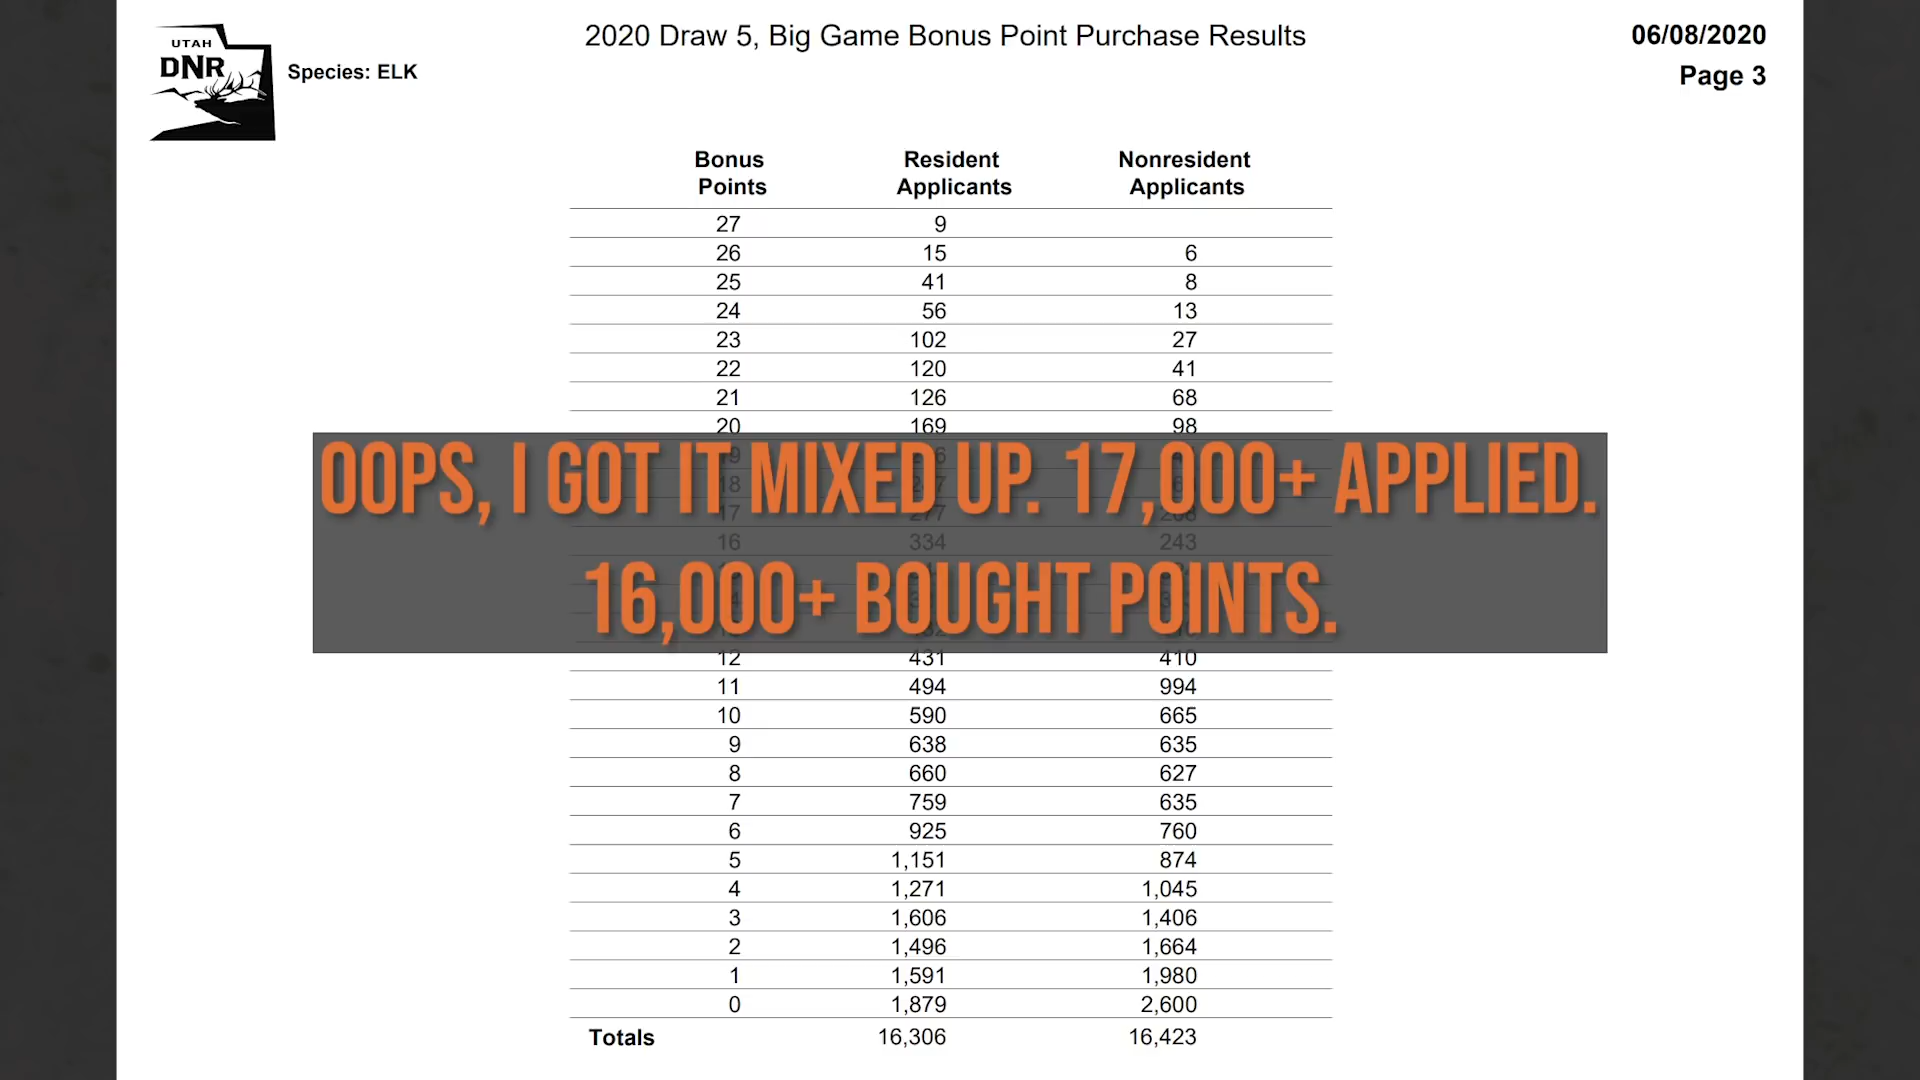 UTAH
DNR
Species: ELK
2020 Draw 5, Big Game Bonus Point Purchase Results
06/08/2020
Page 3
Bonus Points Resident Applicants Nonresident Applicants
27 9
26 15 6
25 41 8
24 56 13
23 102 27
22 120 41
21 126 68
20 169 98
OOPS, I GOT IT MIXED UP. 17,000+ APPLIED.
16 334 243
16,000+ BOUGHT POINTS.
12 431 410
11 494 994
10 590 665
9 638 635
8 660 627
7 759 635
6 925 760
5 1,151 874
4 1,271 1,045
3 1,606 1,406
2 1,496 1,664
1 1,591 1,980
0 1,879 2,600
Totals 16,306 16,423